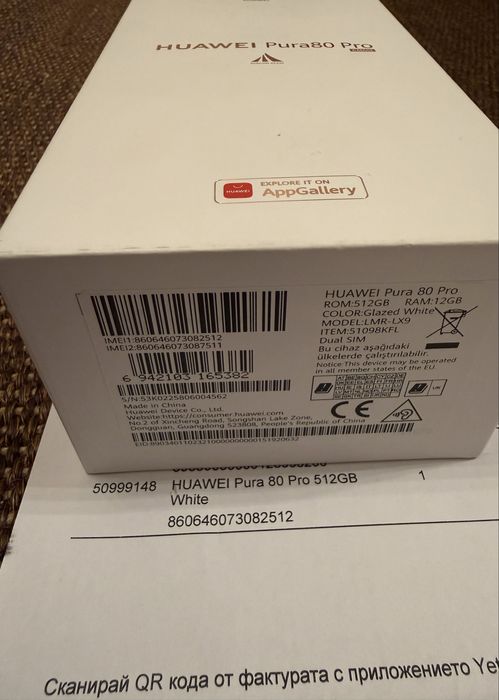 HUAWEI Pura80 Pro
EXPLORE IT ON
HUAWEI AppGallery
IMEI1:860646073082512
IMEI2:860646073087511
6 942103 165382
S/N:53K0225806004562
Made in China
Huawei Device Co., Ltd.
Website:https://consumer.huawei.com
No.2 of Xincheng Road, Songshan Lake Zone,
Dongguan, Guangdong 523808, People's Republic of China
HUAWEI Pura 80 Pro
ROM:512GB RAM:12GB
COLOR:Glazed White
MODEL:LMR-LX9
ITEM:51098KFL
Dual SIM
Bu cihaz aşağıdaki
ülkelerde çalıştırılabilir.
Notice:This device may be operated
in all member states of the EU
CE
50999148 HUAWEI Pura 80 Pro 512GB 1
White
860646073082512
Сканирай QR кода от фактурата с приложението